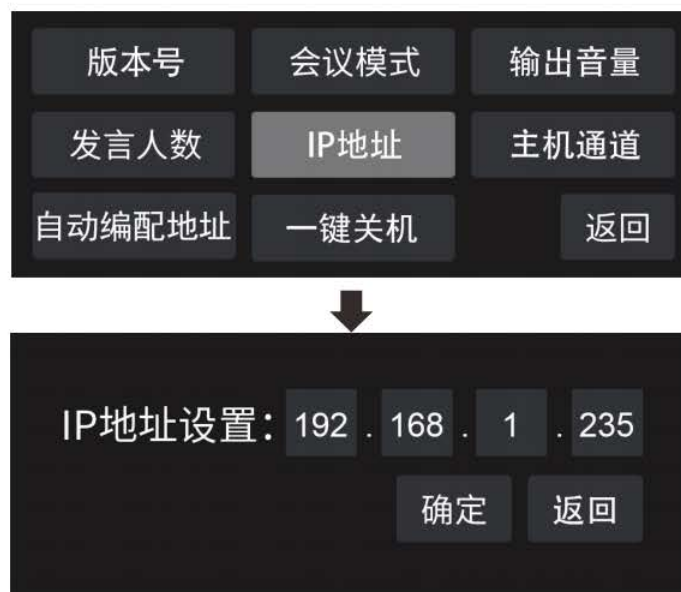 版本号 会议模式 输出音量
发言人数 IP地址 主机通道
自动编配地址 一键关机 返回
IP地址设置: 192 . 168 . 1 . 235
确定 返回